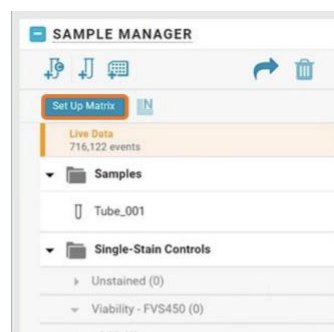 SAMPLE MANAGER
Set Up Matrix
Live Data
716,122 events
Samples
Tube_001
Single-Stain Controls
Unstained (0)
Viability - FVS450 (0)